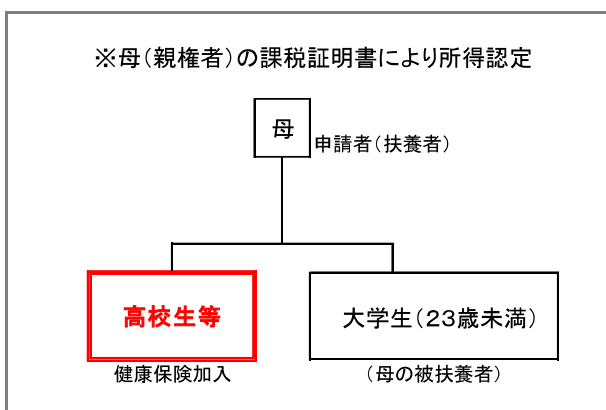 ※母（親権者）の課税証明書により所得認定
母
申請者（扶養者）
高校生等
大学生（２３歳未満）
健康保険加入
（母の被扶養者）